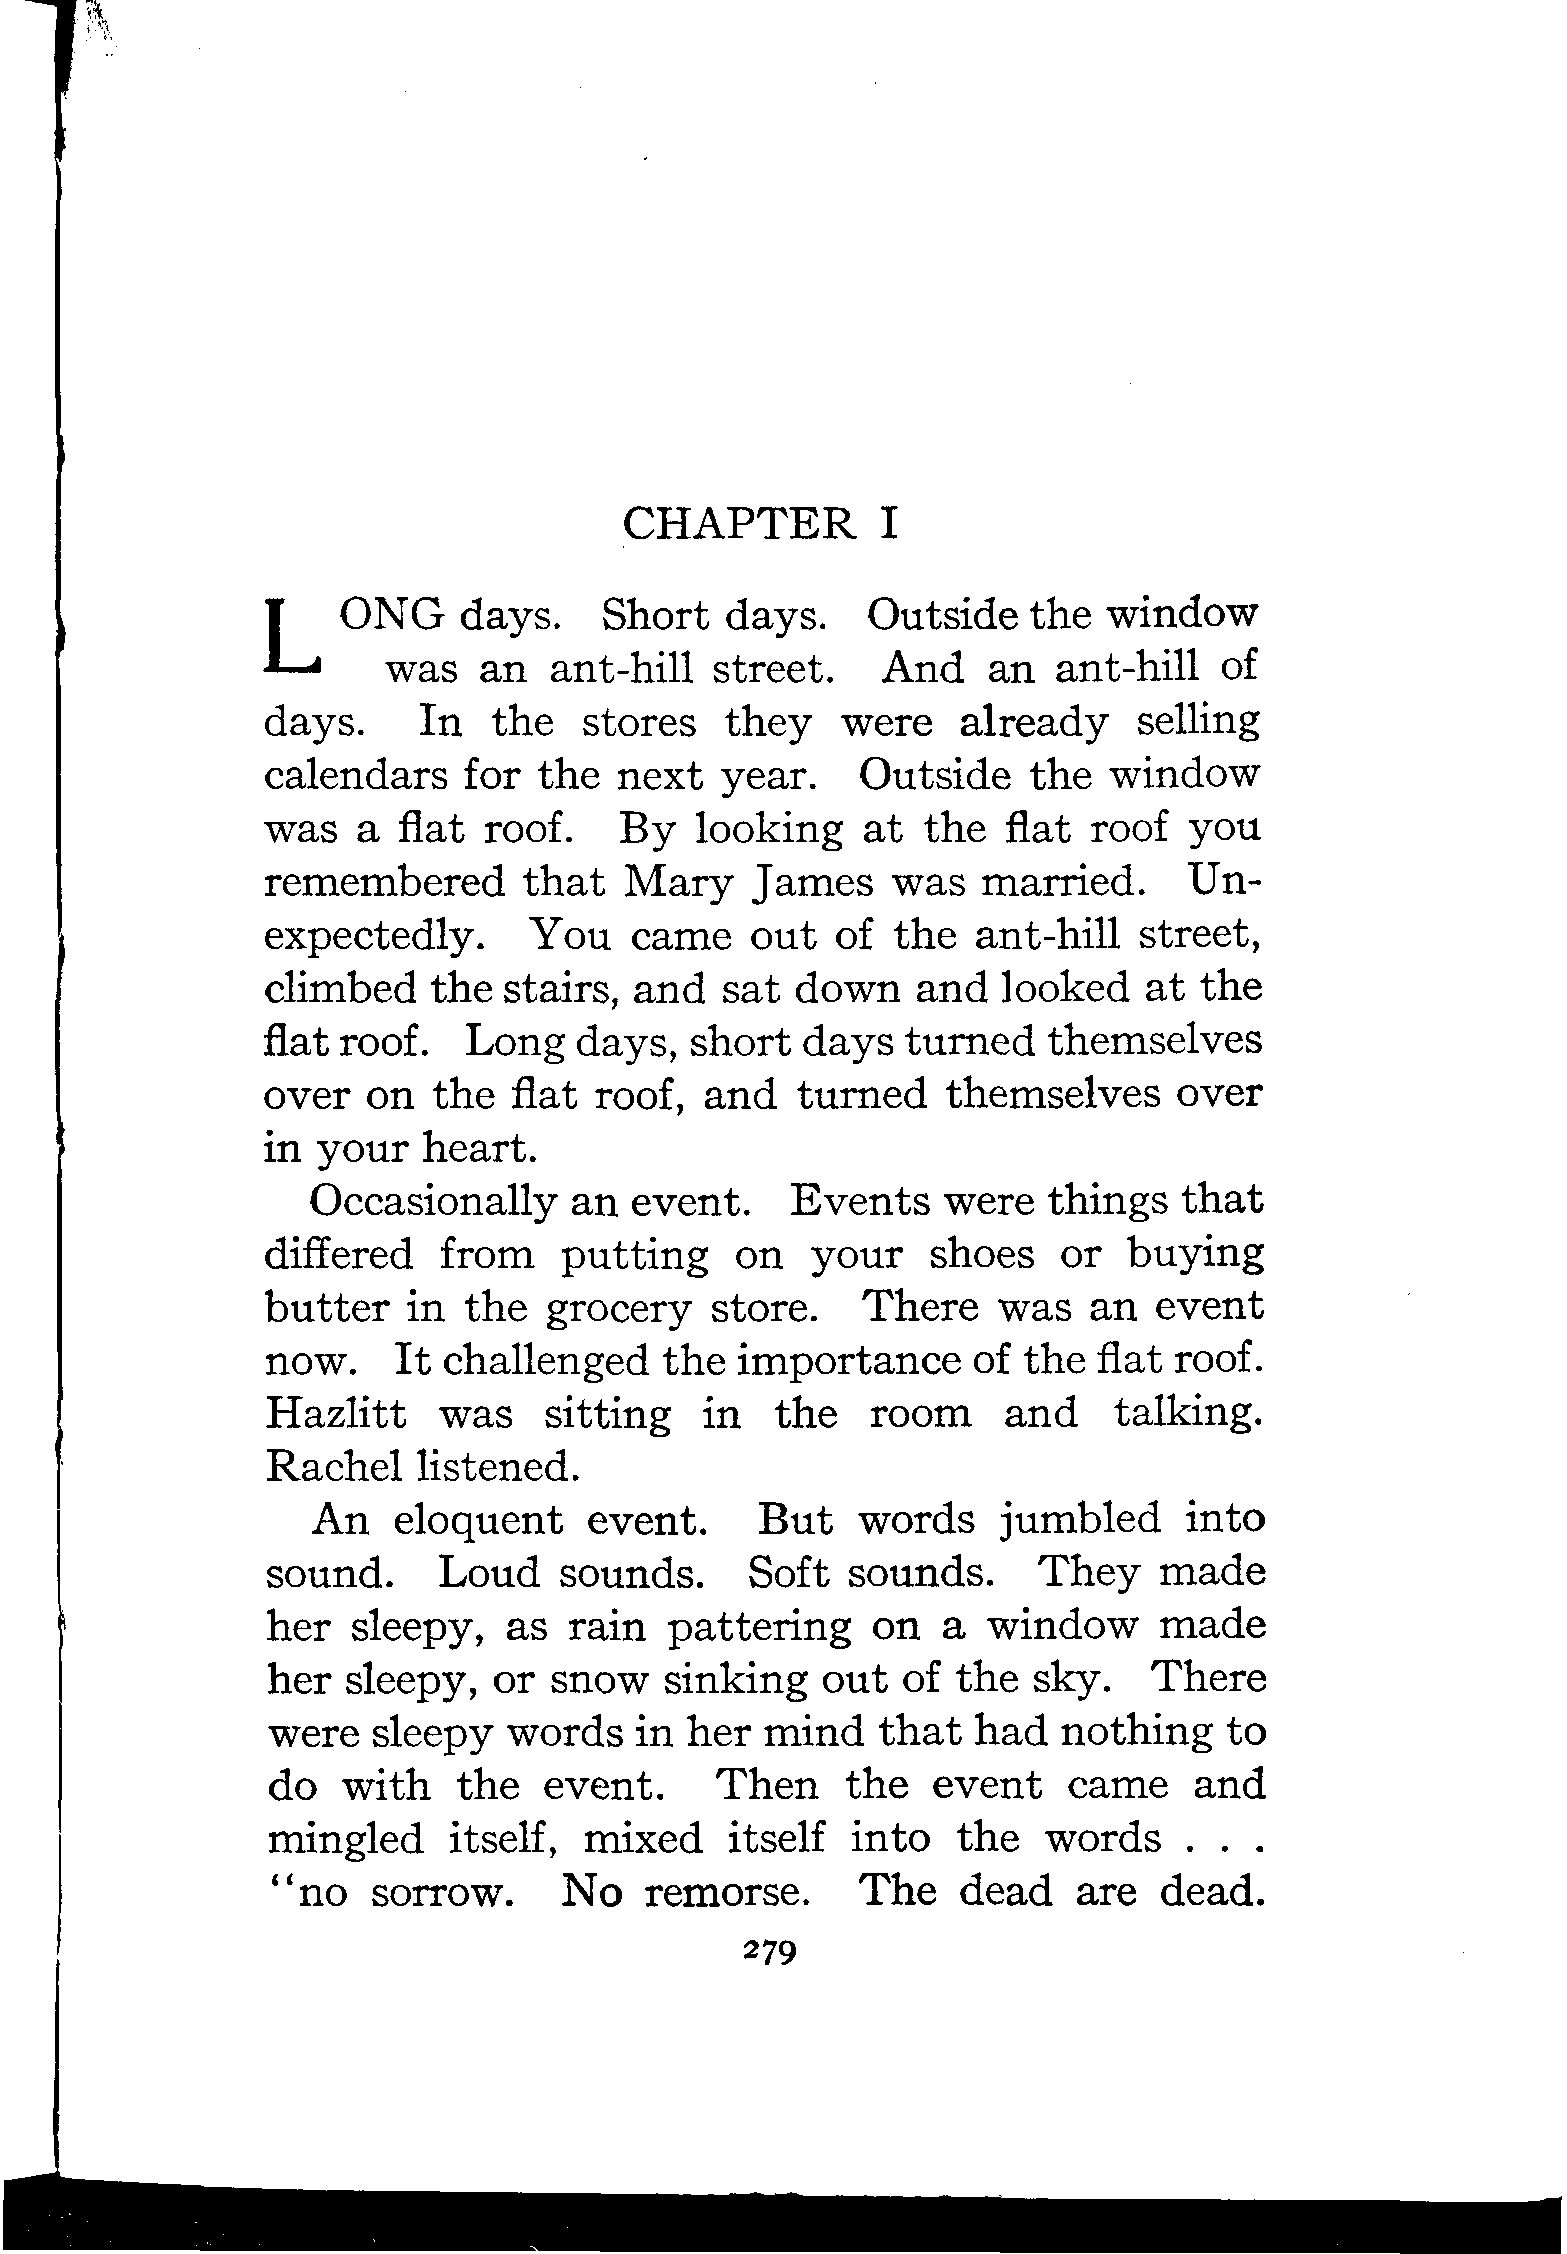 CHAPTER I
LONG days. Short days. Outside the window
was an ant-hill street. And an ant-hill of
days. In the stores they were already selling
calendars for the next year. Outside the window
was a flat roof. By looking at the flat roof you
remembered that Mary James was married. Un-
expectedly. You came out of the ant-hill street,
climbed the stairs, and sat down and looked at the
flat roof. Long days, short days turned themselves
over on the flat roof, and turned themselves over
in your heart.
Occasionally an event. Events were things that
differed from putting on your shoes or buying
butter in the grocery store. There was an event
now. It challenged the importance of the flat roof.
Hazlitt was sitting in the room and talking.
Rachel listened.
An eloquent event. But words jumbled into
sound. Loud sounds. Soft sounds. They made
her sleepy, as rain pattering on a window made
her sleepy, or snow sinking out of the sky. There
were sleepy words in her mind that had nothing to
do with the event. Then the event came and
mingled itself, mixed itself into the words . . .
“no sorrow. No remorse. The dead are dead.
279